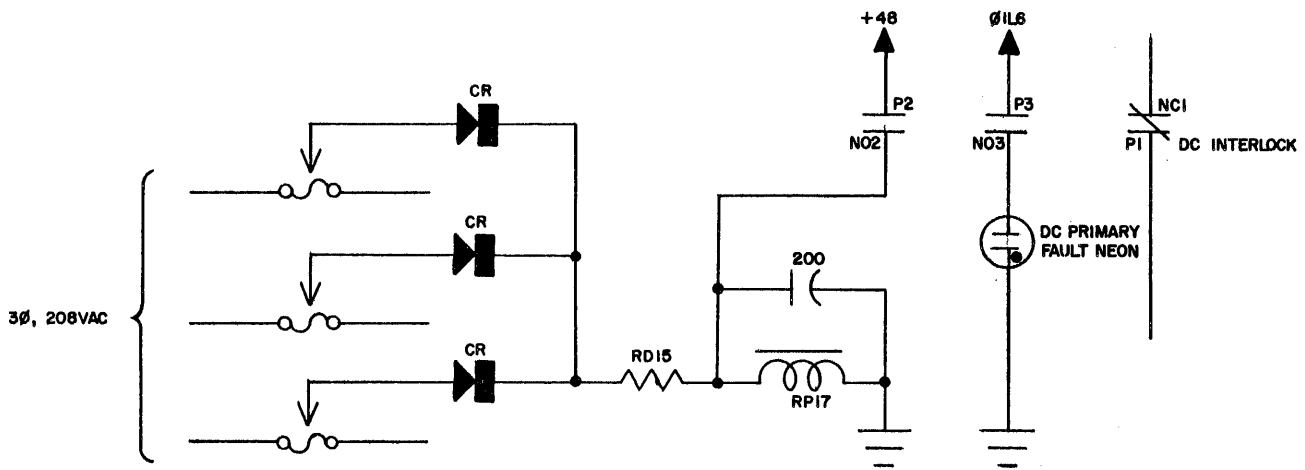 +48
Ø1L6
CR
P2
P3
NC1
NO2
NO3
P1
DC INTERLOCK
CR
DC PRIMARY
FAULT NEON
200
3Ø, 208VAC
CR
RD15
RP17